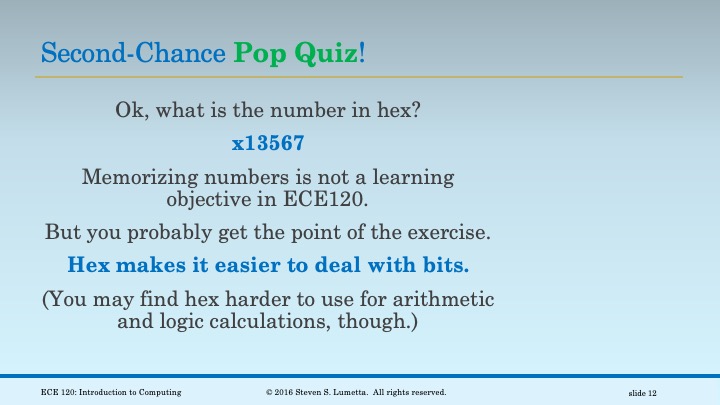 Second-Chance Pop Quiz!
Ok, what is the number in hex?
x13567
Memorizing numbers is not a learning
objective in ECE120.
But you probably get the point of the exercise.
Hex makes it easier to deal with bits.
(You may find hex harder to use for arithmetic
and logic calculations, though.)
ECE 120: Introduction to Computing
© 2016 Steven S. Lumetta. All rights reserved.
slide 12